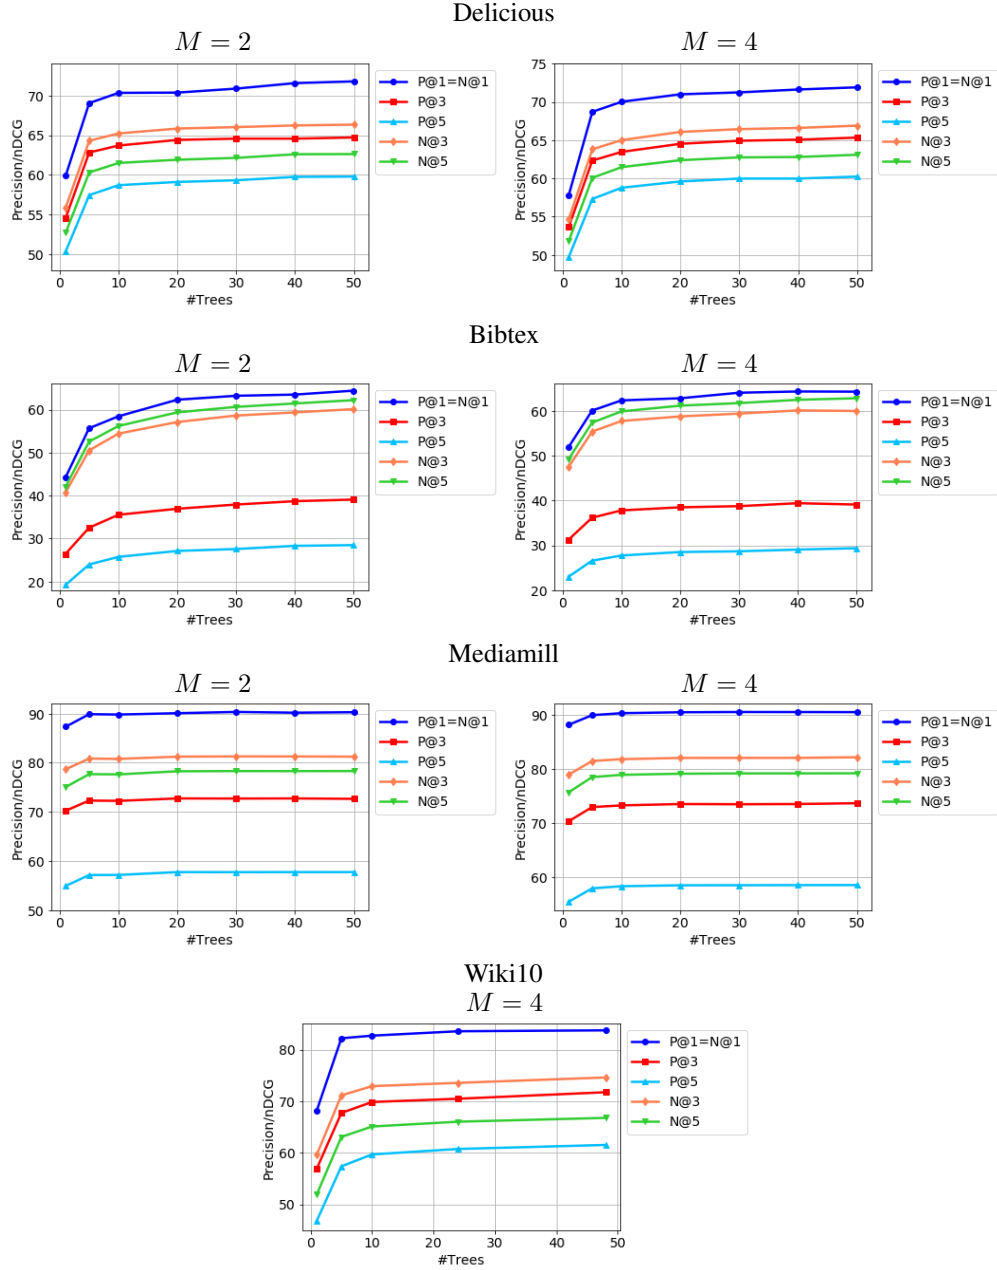 Delicious
M = 2
M = 4
Precision/nDCG
70
65
60
55
50
0 10 20 30 40 50
#Trees
P@1=N@1
P@3
P@5
N@3
N@5
Precision/nDCG
75
70
65
60
55
50
0 10 20 30 40 50
#Trees
P@1=N@1
P@3
P@5
N@3
N@5
Bibtex
M = 2
M = 4
Precision/nDCG
60
50
40
30
20
0 10 20 30 40 50
#Trees
P@1=N@1
P@3
P@5
N@3
N@5
Precision/nDCG
60
50
40
30
20
0 10 20 30 40 50
#Trees
P@1=N@1
P@3
P@5
N@3
N@5
Mediamill
M = 2
M = 4
Precision/nDCG
90
80
70
60
50
0 10 20 30 40 50
#Trees
P@1=N@1
P@3
P@5
N@3
N@5
Precision/nDCG
90
80
70
60
0 10 20 30 40 50
#Trees
P@1=N@1
P@3
P@5
N@3
N@5
Wiki10
M = 4
Precision/nDCG
80
70
60
50
0 10 20 30 40 50
#Trees
P@1=N@1
P@3
P@5
N@3
N@5